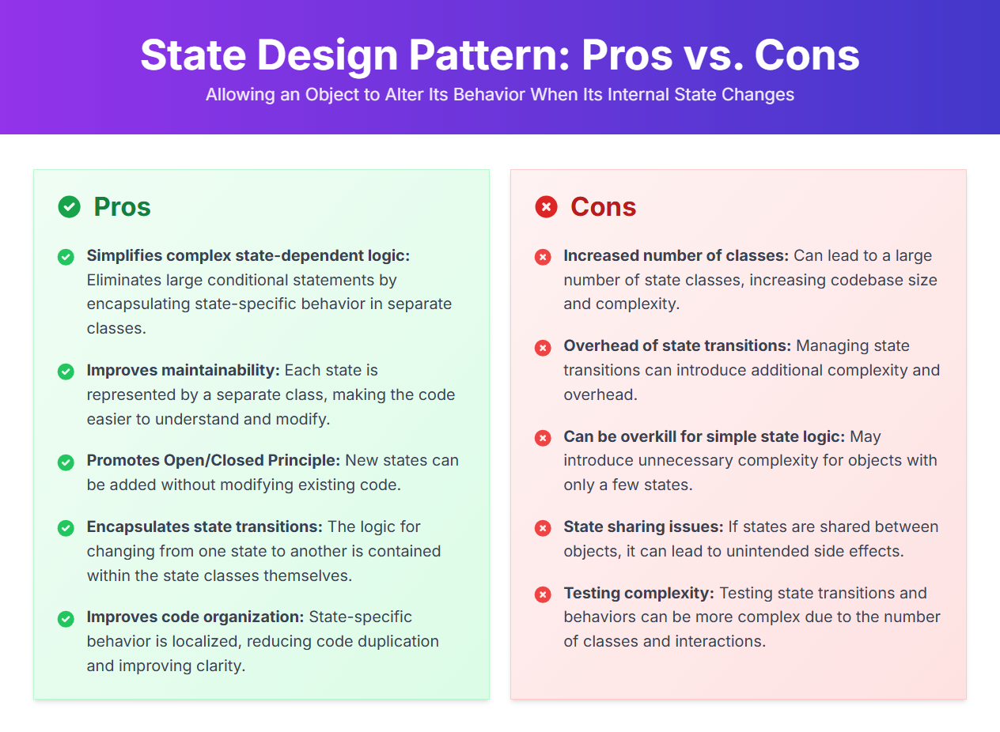 State Design Pattern: Pros vs. Cons
Allowing an Object to Alter Its Behavior When Its Internal State Changes
Pros
Simplifies complex state-dependent logic:
Eliminates large conditional statements by
encapsulating state-specific behavior in separate
classes.
Improves maintainability: Each state is
represented by a separate class, making the code
easier to understand and modify.
Promotes Open/Closed Principle: New states can
be added without modifying existing code.
Encapsulates state transitions: The logic for
changing from one state to another is contained
within the state classes themselves.
Improves code organization: State-specific
behavior is localized, reducing code duplication
and improving clarity.
Cons
Increased number of classes: Can lead to a large
number of state classes, increasing codebase size
and complexity.
Overhead of state transitions: Managing state
transitions can introduce additional complexity and
overhead.
Can be overkill for simple state logic: May
introduce unnecessary complexity for objects with
only a few states.
State sharing issues: If states are shared between
objects, it can lead to unintended side effects.
Testing complexity: Testing state transitions and
behaviors can be more complex due to the number
of classes and interactions.